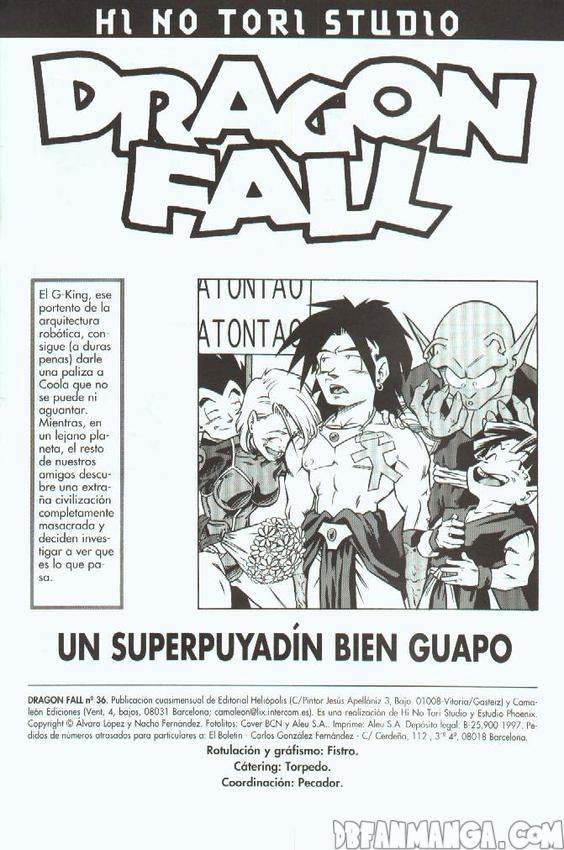 HI NO TORI STUDIO
DRAGON
FALL
El G-King, ese
portento de la
arquitectura
robótica, con-
sigue (a duras
penas) darle
una paliza a
Coola que no
se puede ni
aguantar.
Mientras, en
un lejano pla-
neta, el resto
de nuestros
amigos descu-
bre una extra-
ña civilización
completamente
masacrada y
deciden inves-
tigar a ver que
es lo que pa-
sa.
ATONTAO
ATONTAO
UN SUPERPUYADÍN BIEN GUAPO
DRAGON FALL nº 36. Publicación cuasimensual de Editorial Heliópolis (C/Pintor Jesús Apellániz 3, Bajo. 01008-Vitoria/Gasteiz) y Cama-
león Ediciones (Vent, 4, bajos, 08031 Barcelona; camaleon@lix.intercom.es). Es una realización de Hi No Tori Studio y Estudio Phoenix.
Copyright © Álvaro López y Nacho Fernández. Fotolitos: Cover BCN y Aleu S.A.. Imprime: Aleu S.A. Depósito legal: B-25.900 1997. Pe-
didos de números atrasados para particulares a: El Boletín - Carlos González Fernández - C/ Cerdeña, 112 , 3º 4ª, 08018 Barcelona.
Rotulación y gráfismo: Fistro.
Cátering: Torpedo.
Coordinación: Pecador.
DBFANMANGA.COM